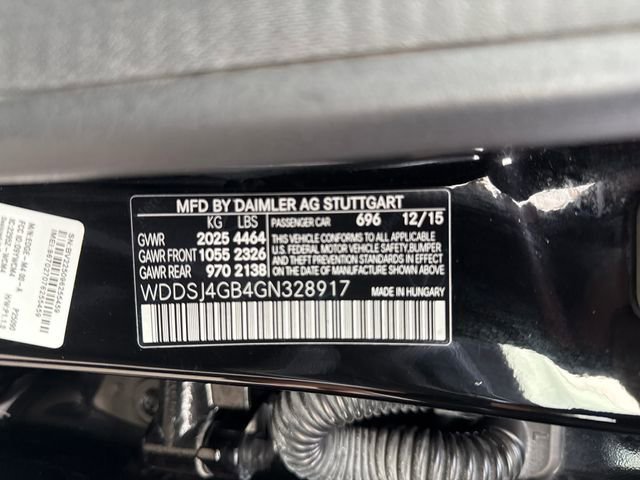 MFD BY DAIMLER AG STUTTGART
KG LBS PASSENGER CAR 696 12/15
GVWR 2025 4464
GAWR FRONT 1055 2326
GAWR REAR 970 2138
THIS VEHICLE CONFORMS TO ALL APPLICABLE
U.S. FEDERAL MOTOR VEHICLE SAFETY, BUMPER
AND THEFT PREVENTION STANDARDS IN EFFECT
ON THE DATE OF MANUFACTURE SHOWN ABOVE.
WDDSJ4GB4GN328917 MADE IN HUNGARY